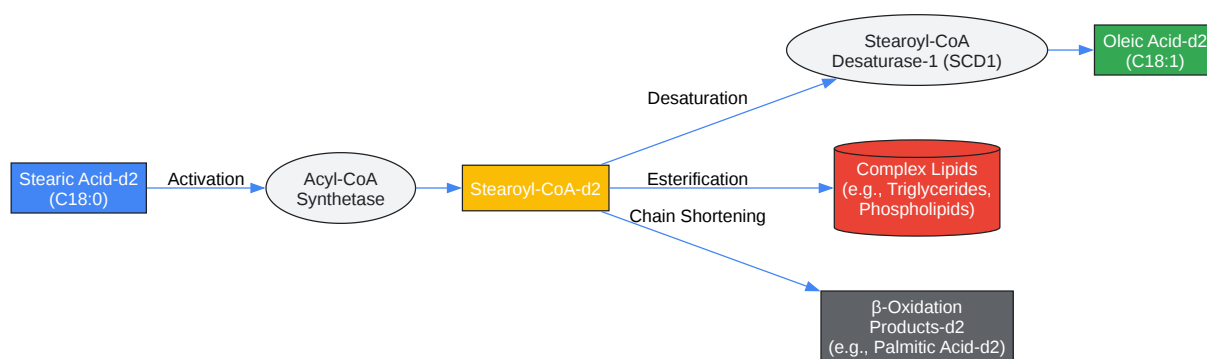 Stearic Acid-d2
(C18:0)
Activation
Acyl-CoA
Synthetase
Stearoyl-CoA-d2
Desaturation
Esterification
Chain Shortening
Stearoyl-CoA
Desaturase-1 (SCD1)
Oleic Acid-d2
(C18:1)
Complex Lipids
(e.g., Triglycerides,
Phospholipids)
β-Oxidation
Products-d2
(e.g., Palmitic Acid-d2)